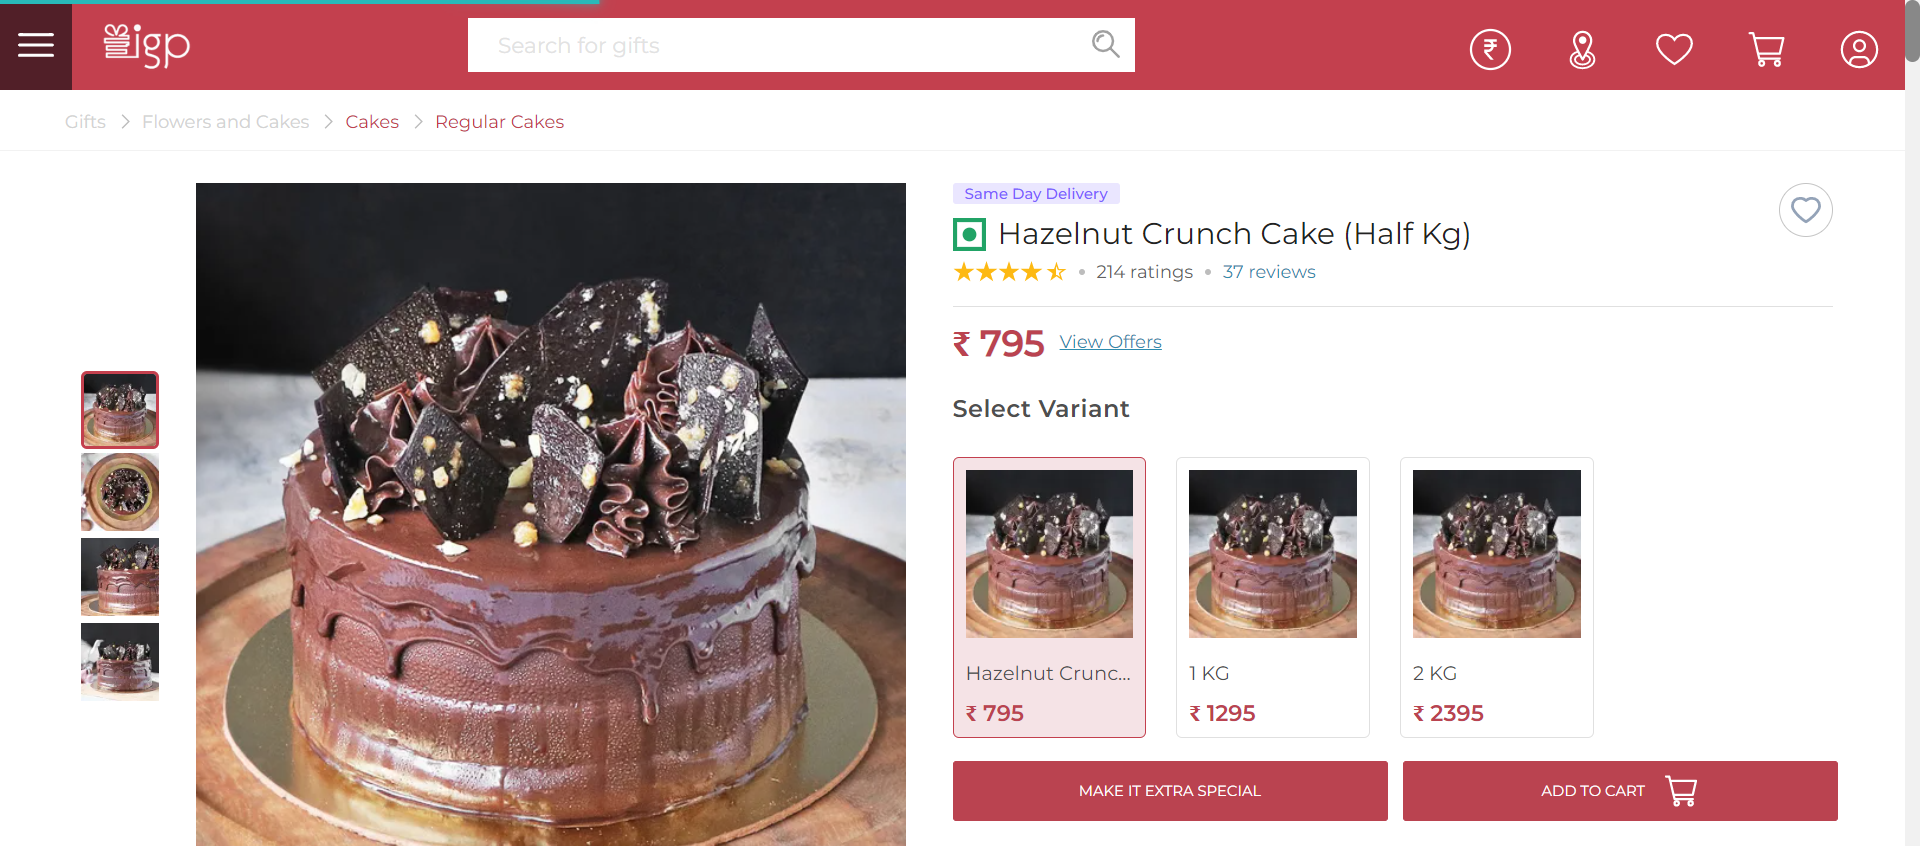 igp
Search for gifts
Gifts > Flowers and Cakes > Cakes > Regular Cakes
Same Day Delivery
Hazelnut Crunch Cake (Half Kg)
214 ratings • 37 reviews
₹ 795 View Offers
Select Variant
Hazelnut Crunc...
₹ 795
1 KG
₹ 1295
2 KG
₹ 2395
MAKE IT EXTRA SPECIAL
ADD TO CART